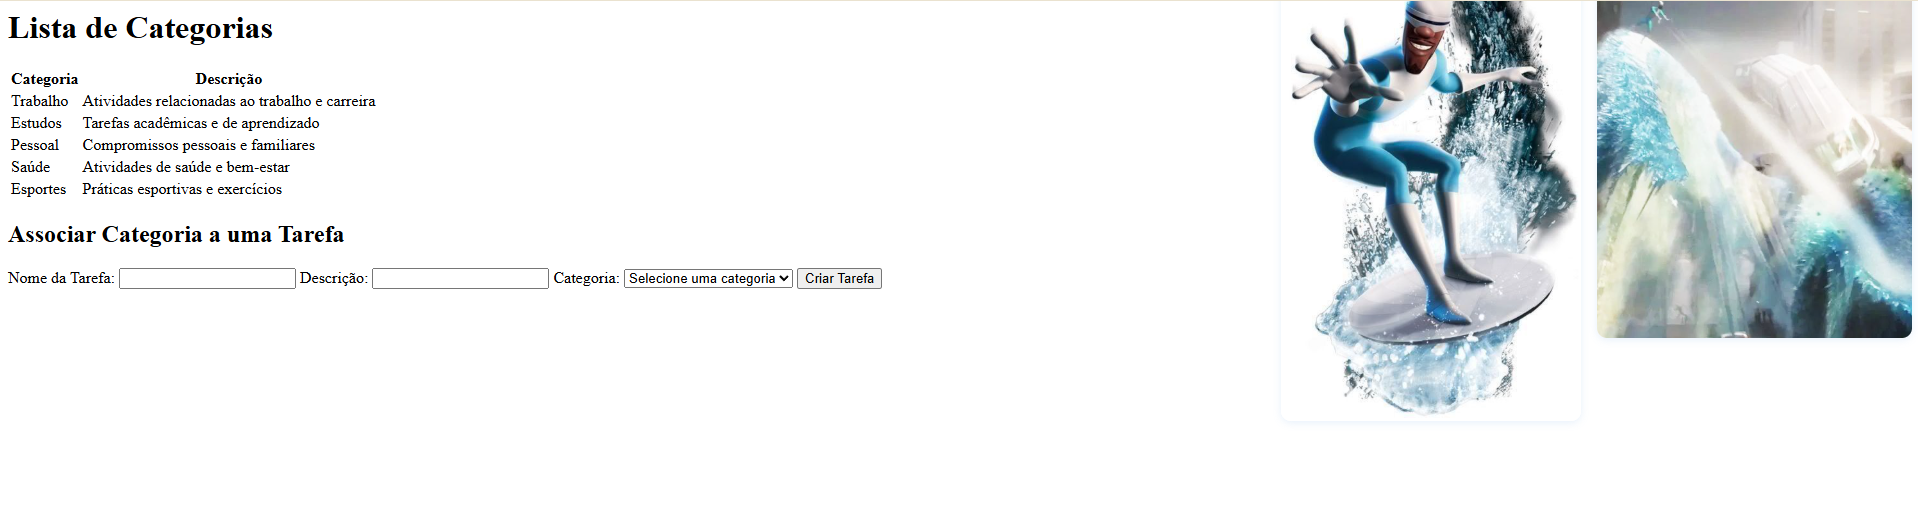 Lista de Categorias
Categoria Descrição
Trabalho Atividades relacionadas ao trabalho e carreira
Estudos Tarefas acadêmicas e de aprendizado
Pessoal Compromissos pessoais e familiares
Saúde Atividades de saúde e bem-estar
Esportes Práticas esportivas e exercícios
Associar Categoria a uma Tarefa
Nome da Tarefa: Descrição: Categoria: Selecione uma categoria Criar Tarefa